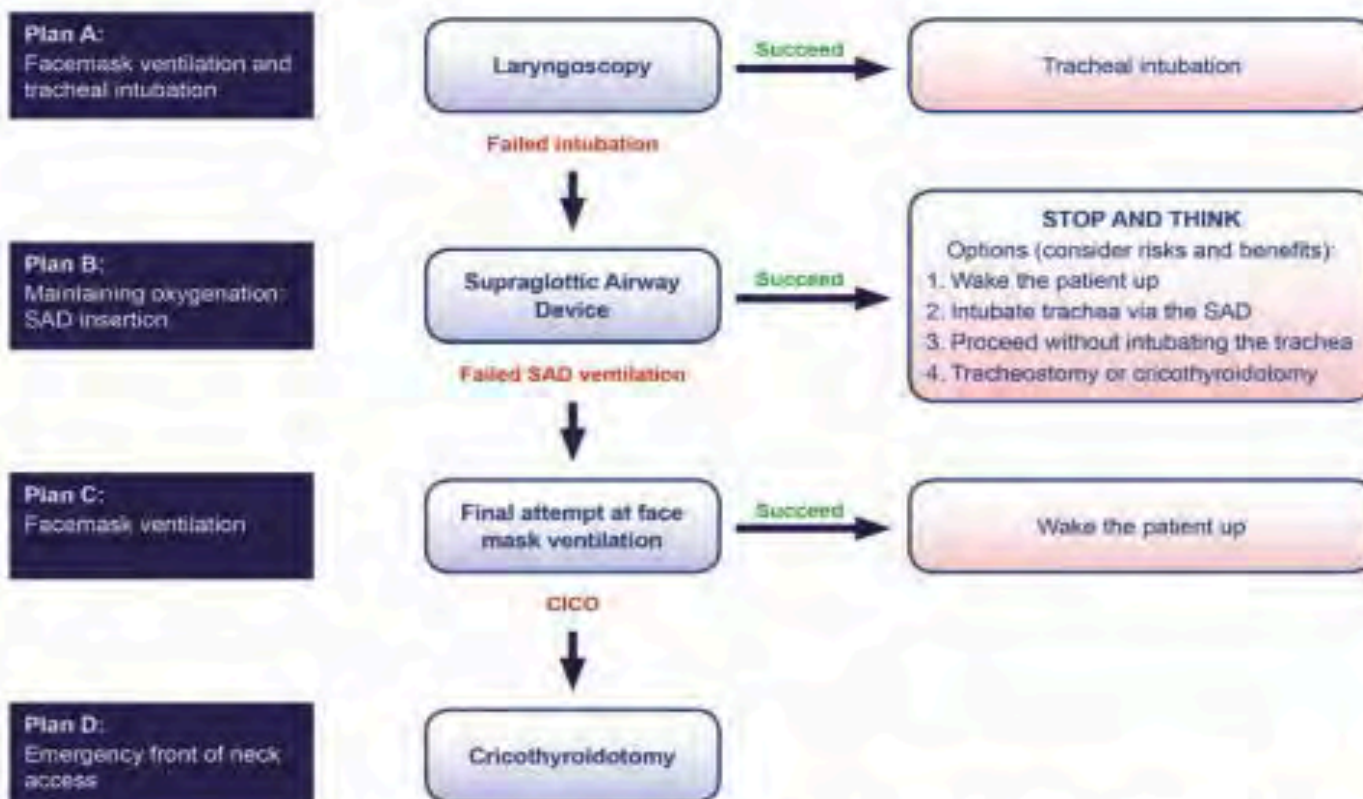 Plan A:
Facemask ventilation and
tracheal intubation
Laryngoscopy
Succeed
Tracheal intubation
Failed intubation
Plan B:
Maintaining oxygenation:
SAD insertion
Supraglottic Airway
Device
Succeed
STOP AND THINK
Options (consider risks and benefits):
1. Wake the patient up
2. Intubate trachea via the SAD
3. Proceed without intubating the trachea
4. Tracheostomy or cricothyroidotomy
Failed SAD ventilation
Plan C:
Facemask ventilation
Final attempt at face
mask ventilation
Succeed
Wake the patient up
CICO
Plan D:
Emergency front of neck
access
Cricothyroidotomy